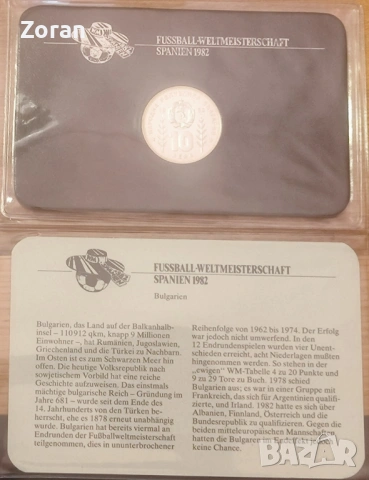 Zoran
FUSSBALL-WELTMEISTERSCHAFT
SPANIEN 1982
10
FUSSBALL-WELTMEISTERSCHAFT
SPANIEN 1982
Bulgarien
Bulgarien, das Land auf der Balkanhalb-
insel – 110 912 qkm, knapp 9 Millionen
Einwohner –, hat Rumänien, Jugoslawien,
Griechenland und die Türkei zu Nachbarn.
Im Osten ist es zum Schwarzen Meer hin
offen. Die heutige Volksrepublik nach
sowjetischem Vorbild hat eine reiche
Geschichte aufzuweisen. Das einstmals
mächtige bulgarische Reich – Gründung im
Jahre 681 – wurde seit dem Ende des
14. Jahrhunderts von den Türken be-
herrscht, ehe es 1878 erneut unabhängig
wurde. Bulgarien hat bereits viermal an
Endrunden der Fußballweltmeisterschaft
teilgenommen, dies in ununterbrochener
Reihenfolge von 1962 bis 1974. Der Erfolg
war jedoch nicht umwerfend. In den
12 Endrundenspielen wurden vier Unent-
schieden erreicht, acht Niederlagen mußten
hingenommen werden. So stehen in der
„ewigen“ WM-Tabelle 4 zu 20 Punkte und
9 zu 29 Tore zu Buch. 1978 schied
Bulgarien aus; es war in einer Gruppe mit
Frankreich, das sich für Argentinien qualifi-
zierte, und Irland. 1982 hatte es sich über
Albanien, Finnland, Österreich und die
Bundesrepublik zu qualifizieren. Gegen die
beiden mitteleuropäischen Mannschaften
hatten die Bulgaren im Endeffekt jedoch
keine Chance.
BAZAR